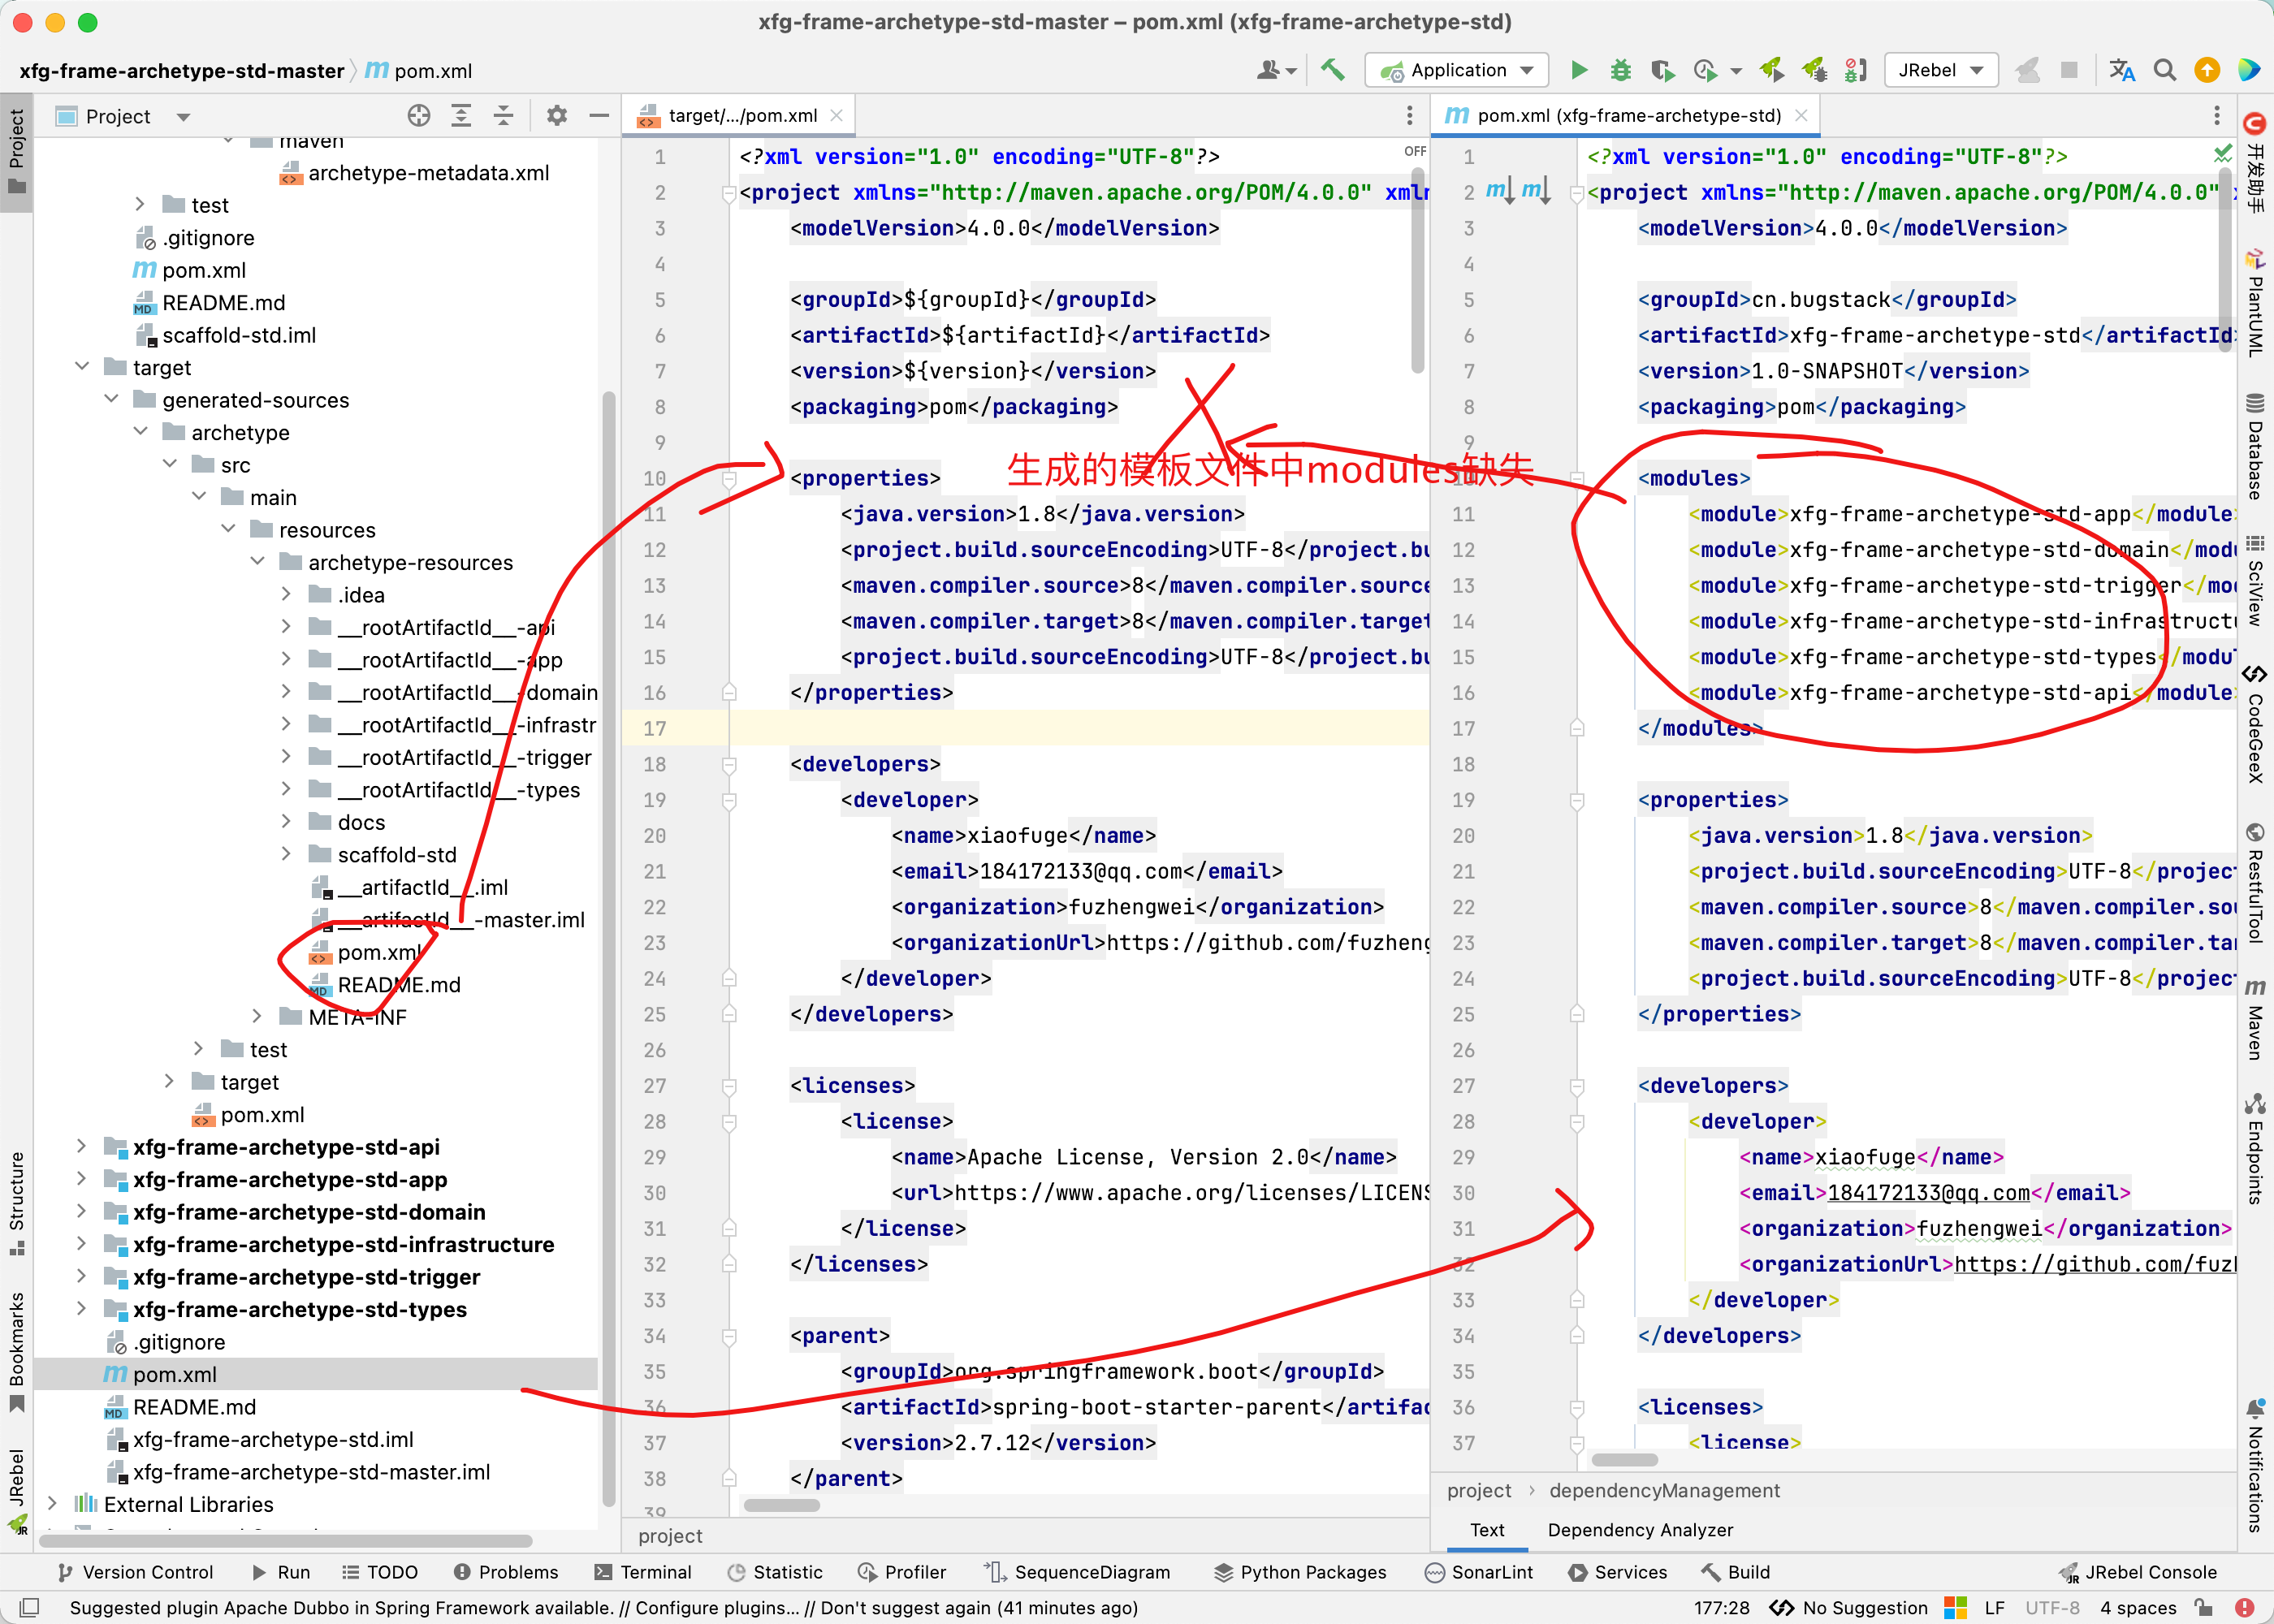 xfg-frame-archetype-std-master – pom.xml (xfg-frame-archetype-std)
xfg-frame-archetype-std-master
pom.xml
Application
JRebel
Project
Project
maven
archetype-metadata.xml
test
.gitignore
pom.xml
README.md
scaffold-std.iml
target
generated-sources
archetype
src
main
resources
archetype-resources
.idea
__rootArtifactId__-api
__rootArtifactId__-app
__rootArtifactId__-domain
__rootArtifactId__-infrastr
__rootArtifactId__-trigger
__rootArtifactId__-types
docs
scaffold-std
__artifactId__.iml
__artifactId__-master.iml
pom.xml
README.md
META-INF
test
target
pom.xml
xfg-frame-archetype-std-api
xfg-frame-archetype-std-app
xfg-frame-archetype-std-domain
xfg-frame-archetype-std-infrastructure
xfg-frame-archetype-std-trigger
xfg-frame-archetype-std-types
.gitignore
pom.xml
README.md
xfg-frame-archetype-std.iml
xfg-frame-archetype-std-master.iml
External Libraries
Structure
Bookmarks
JRebel
target/.../pom.xml
OFF
1 <?xml version="1.0" encoding="UTF-8"?>
2 <project xmlns="http://maven.apache.org/POM/4.0.0" xmln
3 <modelVersion>4.0.0</modelVersion>
4
5 <groupId>${groupId}</groupId>
6 <artifactId>${artifactId}</artifactId>
7 <version>${version}</version>
8 <packaging>pom</packaging>
9
生成的模板文件中modules缺失
10 <properties>
11 <java.version>1.8</java.version>
12 <project.build.sourceEncoding>UTF-8</project.bu
13 <maven.compiler.source>8</maven.compiler.source
14 <maven.compiler.target>8</maven.compiler.target
15 <project.build.sourceEncoding>UTF-8</project.bu
16 </properties>
17
18 <developers>
19 <developer>
20 <name>xiaofuge</name>
21 <email>184172133@qq.com</email>
22 <organization>fuzhengwei</organization>
23 <organizationUrl>https://github.com/fuzheng
24 </developer>
25 </developers>
26
27 <licenses>
28 <license>
29 <name>Apache License, Version 2.0</name>
30 <url>https://www.apache.org/licenses/LICENS
31 </license>
32 </licenses>
33
34 <parent>
35 <groupId>org.springframework.boot</groupId>
36 <artifactId>spring-boot-starter-parent</artifac
37 <version>2.7.12</version>
38 </parent>
39
project
pom.xml (xfg-frame-archetype-std)
1 <?xml version="1.0" encoding="UTF-8"?>
2 <project xmlns="http://maven.apache.org/POM/4.0.0" x
3 <modelVersion>4.0.0</modelVersion>
4
5 <groupId>cn.bugstack</groupId>
6 <artifactId>xfg-frame-archetype-std</artifactId>
7 <version>1.0-SNAPSHOT</version>
8 <packaging>pom</packaging>
9
10 <modules>
11 <module>xfg-frame-archetype-std-app</module>
12 <module>xfg-frame-archetype-std-domain</modu
13 <module>xfg-frame-archetype-std-trigger</mod
14 <module>xfg-frame-archetype-std-infrastructu
15 <module>xfg-frame-archetype-std-types</modul
16 <module>xfg-frame-archetype-std-api</module>
17 </modules>
18
19 <properties>
20 <java.version>1.8</java.version>
21 <project.build.sourceEncoding>UTF-8</project
22 <maven.compiler.source>8</maven.compiler.sou
23 <maven.compiler.target>8</maven.compiler.tar
24 <project.build.sourceEncoding>UTF-8</project
25 </properties>
26
27 <developers>
28 <developer>
29 <name>xiaofuge</name>
30 <email>184172133@qq.com</email>
31 <organization>fuzhengwei</organization>
32 <organizationUrl>https://github.com/fuzh
33 </developer>
34 </developers>
35
36 <licenses>
37 <license>
project › dependencyManagement
Text
Dependency Analyzer
开发助手
PlantUML
Database
SciView
CodeGeeX
RestfulTool
Maven
Endpoints
Notifications
Version Control
Run
TODO
Problems
Terminal
Statistic
Profiler
SequenceDiagram
Python Packages
SonarLint
Services
Build
JRebel Console
Suggested plugin Apache Dubbo in Spring Framework available. // Configure plugins... // Don't suggest again (41 minutes ago)
177:28
No Suggestion
LF
UTF-8
4 spaces